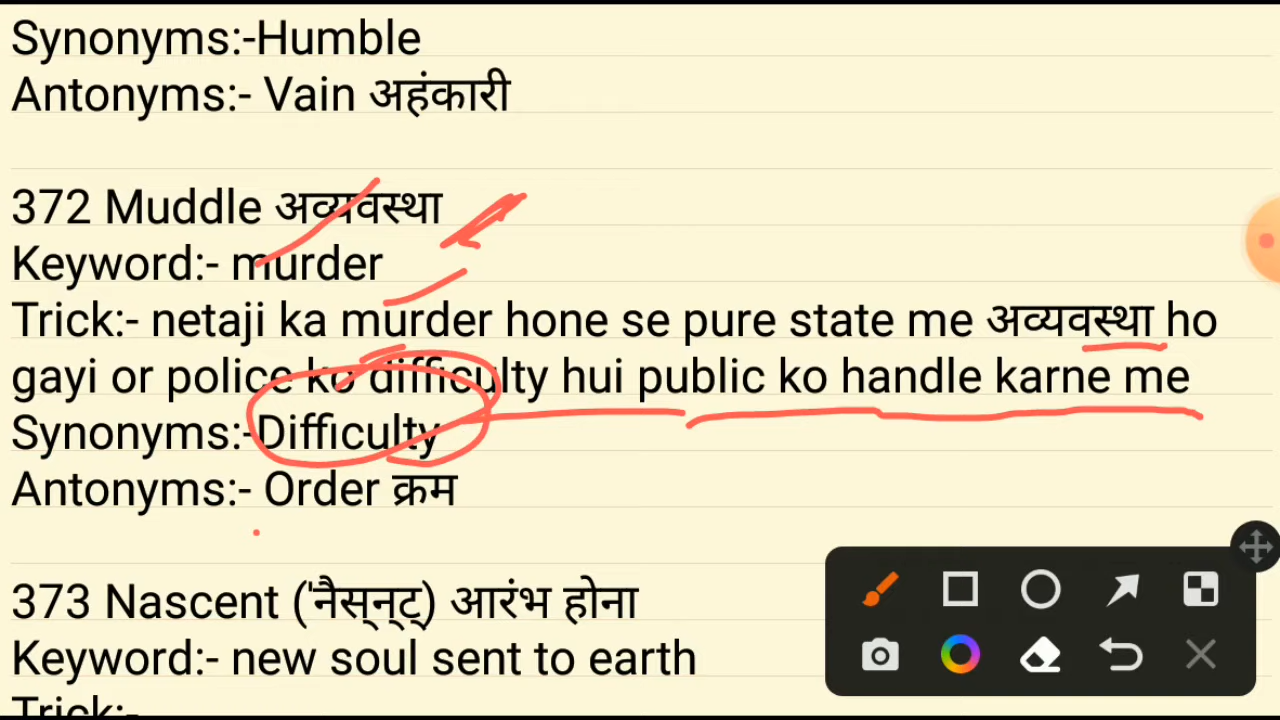 Synonyms:-Humble
Antonyms:- Vain अहंकारी
372 Muddle अव्यवस्था
Keyword:- murder
Trick:- netaji ka murder hone se pure state me अव्यवस्था ho
gayi or police ko difficulty hui public ko handle karne me
Synonyms:-Difficulty
Antonyms:- Order क्रम
373 Nascent ('नैस्न्ट्) आरंभ होना
Keyword:- new soul sent to earth
Trick:-